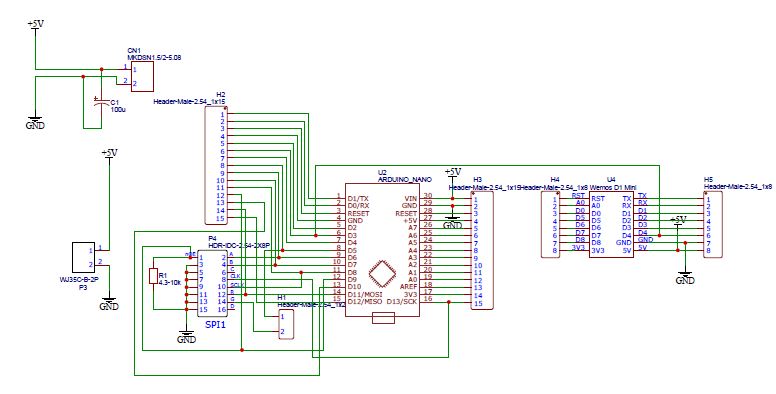 +5V
CN1
MKDSN1.5/2-5.08
1 1
2 2
C1
100u
GND
H2
Header-Male-2.54_1x15
1
2
3
4
5
6
7
8
9
10
11
12
13
14
15
+5V
WJ35C-B-2P
P3
1 1
2 2
GND
P4
HDR-IDC-2.54-2X8P
R1
4.3-10k
1 2 A
3 4 B
5 6 C
7 8 CLK
9 10 SCLK
11 12 R
13 14 G
15 16 D
SPI1
GND
H1
Header-Male-2.54_1x2
1
2
U2
ARDUINO_NANO
1 D1/TX VIN 30
2 D0/RX GND 29
3 RESET RESET 28
4 GND +5V 27
5 D2 A7 26
6 D3 A6 25
7 D4 A5 24
8 D5 A4 23
9 D6 A3 22
10 D7 A2 21
11 D8 A1 20
12 D9 A0 19
13 D10 AREF 18
14 D11/MOSI 3V3 17
15 D12/MISO D13/SCK 16
+5V
GND
H3
Header-Male-2.54_1x15
1
2
3
4
5
6
7
8
9
10
11
12
13
14
15
H4
Header-Male-2.54_1x8
1 RST
2 A0
3 D0
4 D5
5 D6
6 D7
7 D8
8 3V3
U4
Wemos D1 Mini
RST TX
A0 RX
D0 D1
D5 D2
D6 D3
D7 D4
D8 GND
3V3 5V
H5
Header-Male-2.54_1x8
TX 1
RX 2
D1 3
D2 4
D3 5
D4 6
GND 7
5V 8
+5V
GND